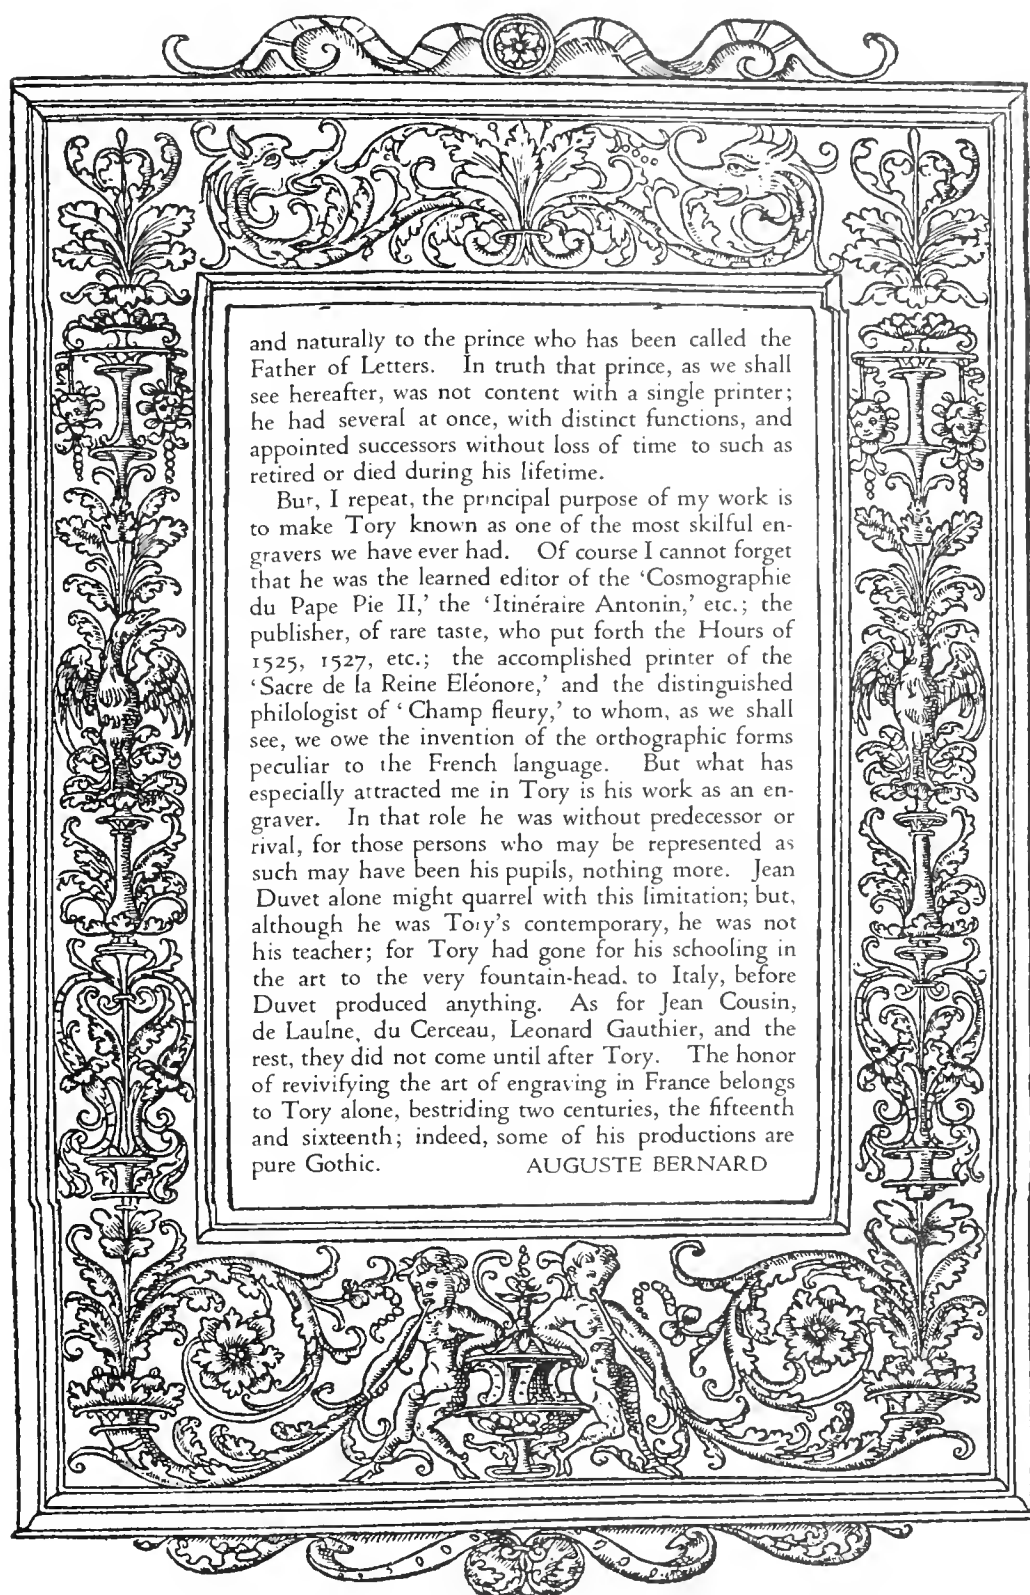 and naturally to the prince who has been called the
Father of Letters. In truth that prince, as we shall
see hereafter, was not content with a single printer;
he had several at once, with distinct functions, and
appointed successors without loss of time to such as
retired or died during his lifetime.
But, I repeat, the principal purpose of my work is
to make Tory known as one of the most skilful en-
gravers we have ever had. Of course I cannot forget
that he was the learned editor of the ‘Cosmographie
du Pape Pie II,’ the ‘Itinéraire Antonin,’ etc.; the
publisher, of rare taste, who put forth the Hours of
1525, 1527, etc.; the accomplished printer of the
‘Sacre de la Reine Eléonore,’ and the distinguished
philologist of ‘Champ fleury,’ to whom, as we shall
see, we owe the invention of the orthographic forms
peculiar to the French language. But what has
especially attracted me in Tory is his work as an en-
graver. In that role he was without predecessor or
rival, for those persons who may be represented as
such may have been his pupils, nothing more. Jean
Duvet alone might quarrel with this limitation; but,
although he was Tory’s contemporary, he was not
his teacher; for Tory had gone for his schooling in
the art to the very fountain-head. to Italy, before
Duvet produced anything. As for Jean Cousin,
de Laulne, du Cerceau, Leonard Gauthier, and the
rest, they did not come until after Tory. The honor
of revivifying the art of engraving in France belongs
to Tory alone, bestriding two centuries, the fifteenth
and sixteenth; indeed, some of his productions are
pure Gothic. AUGUSTE BERNARD